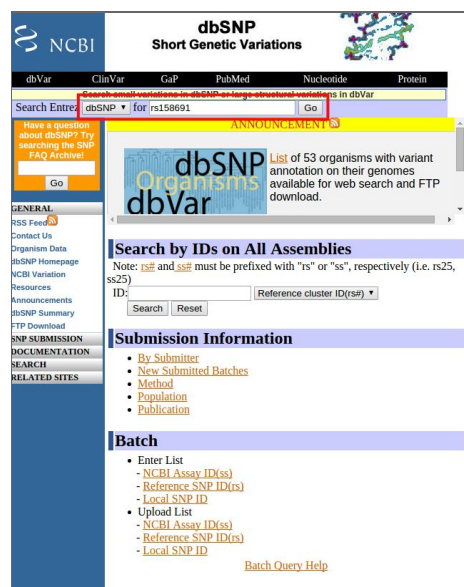 NCBI
dbSNP
Short Genetic Variations
dbVar ClinVar GaP PubMed Nucleotide Protein
Search small variations in dbSNP or large structural variations in dbVar
Search Entrez dbSNP for rs158691 Go
Have a question
about dbSNP? Try
searching the SNP
FAQ Archive!
Go
GENERAL
RSS Feed
Contact Us
Organism Data
dbSNP Homepage
NCBI Variation
Resources
Announcements
dbSNP Summary
FTP Download
SNP SUBMISSION
DOCUMENTATION
SEARCH
RELATED SITES
ANNOUNCEMENT
dbSNP
Organisms
dbVar
List of 53 organisms with variant
annotation on their genomes
available for web search and FTP
download.
Search by IDs on All Assemblies
Note: rs# and ss# must be prefixed with "rs" or "ss", respectively (i.e. rs25,
ss25)
ID: Reference cluster ID(rs#)
Search Reset
Submission Information
• By Submitter
• New Submitted Batches
• Method
• Population
• Publication
Batch
• Enter List
- NCBI Assay ID(ss)
- Reference SNP ID(rs)
- Local SNP ID
• Upload List
- NCBI Assay ID(ss)
- Reference SNP ID(rs)
- Local SNP ID
Batch Query Help